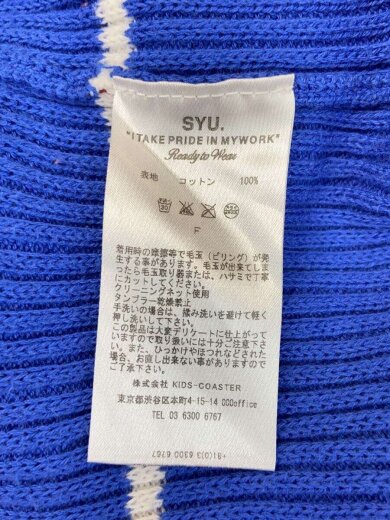 SYU.
"I TAKE PRIDE IN MYWORK"
Ready to Wear
表地 コットン 100%
30
F
着用時の摩擦等で毛玉（ピリング）が発
生する事があります。毛玉が出来てしま
ったら毛玉取り器または、ハサミで丁寧
にカットしてください。
クリーニングネット使用
タンブラー乾燥禁止
手洗いの場合は、揉み洗いを避けて軽く
押し洗いして下さい。
この製品は大変デリケートに仕上がって
いますので取り扱いには十分ご注意下さ
い。また、ひっかけやほつれなどされた
場合、お直しいたない事がありますので
ご了承下さい。
株式会社 KIDS-COASTER
東京都渋谷区本町4-15-14 000office
TEL 03 6300 6767
+81(0)3 6300
6767